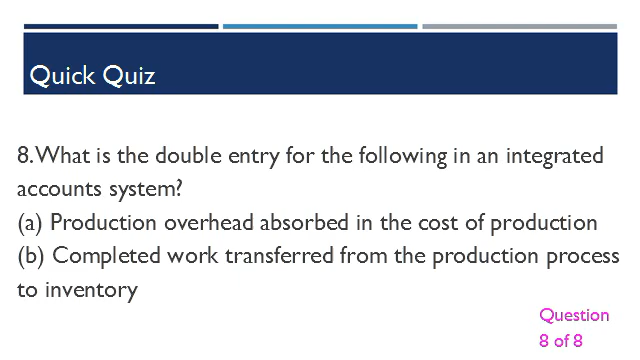 Quick Quiz
8. What is the double entry for the following in an integrated
accounts system?
(a) Production overhead absorbed in the cost of production
(b) Completed work transferred from the production process
to inventory
Question
8 of 8